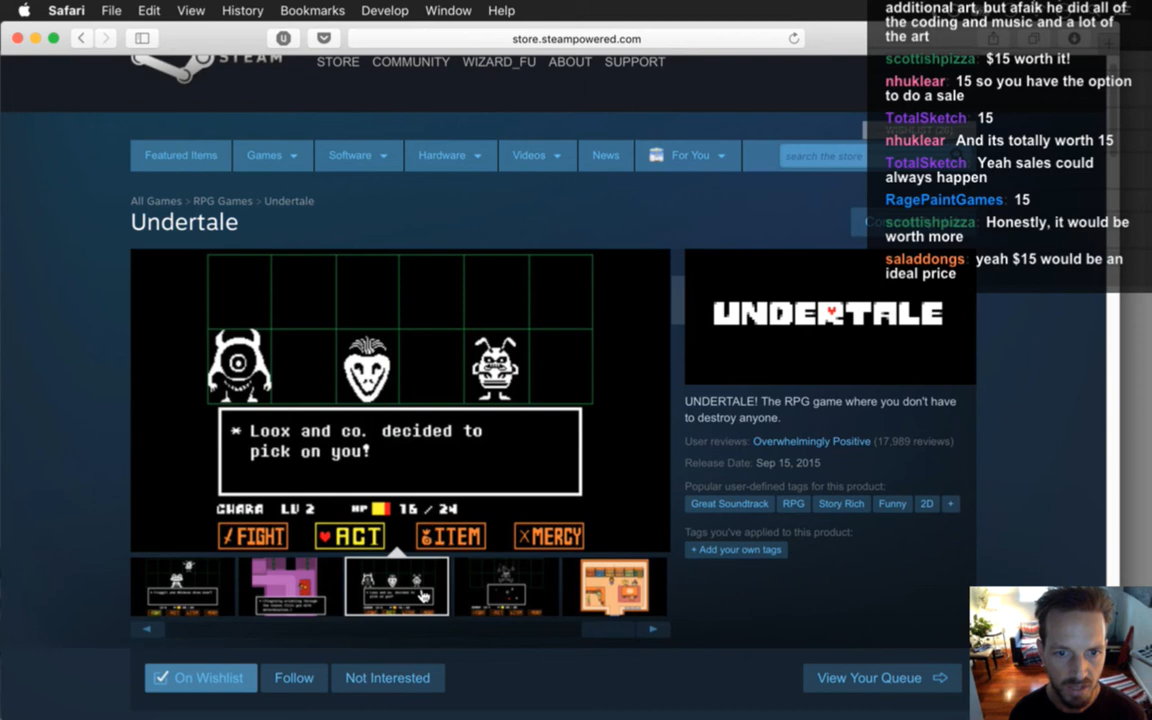 Safari File Edit View History Bookmarks Develop Window Help
store.steampowered.com
additional art, but afaik he did all of
the coding and music and a lot of
the art
scottishpizza: $15 worth it!
nhuklear: 15 so you have the option
to do a sale
TotalSketch: 15
nhuklear: And its totally worth 15
TotalSketch: Yeah sales could
always happen
RagePaintGames: 15
scottishpizza: Honestly, it would be
worth more
saladdongs: yeah $15 would be an
ideal price
STEAM
STORE COMMUNITY WIZARD_FU ABOUT SUPPORT
Featured Items Games Software Hardware Videos News For You search the store
All Games > RPG Games > Undertale
Undertale
* Loox and co. decided to
pick on you!
CHARA LV 2 HP 16 / 24
FIGHT ACT ITEM MERCY
UNDERTALE
UNDERTALE! The RPG game where you don't have
to destroy anyone.
User reviews: Overwhelmingly Positive (17,989 reviews)
Release Date: Sep 15, 2015
Popular user-defined tags for this product:
Great Soundtrack RPG Story Rich Funny 2D +
Tags you've applied to this product:
+ Add your own tags
On Wishlist Follow Not Interested View Your Queue